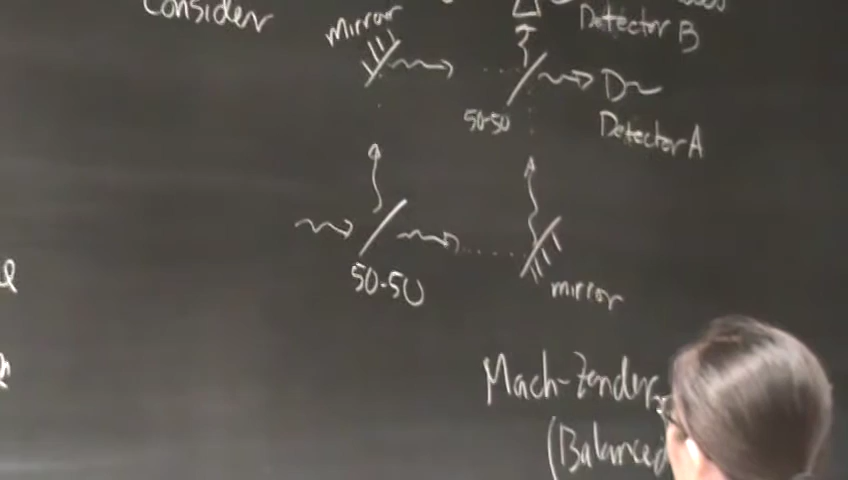 Consider
mirror
Detector B
50-50
Detector A
50-50
mirror
Mach-Zender
(Balanced